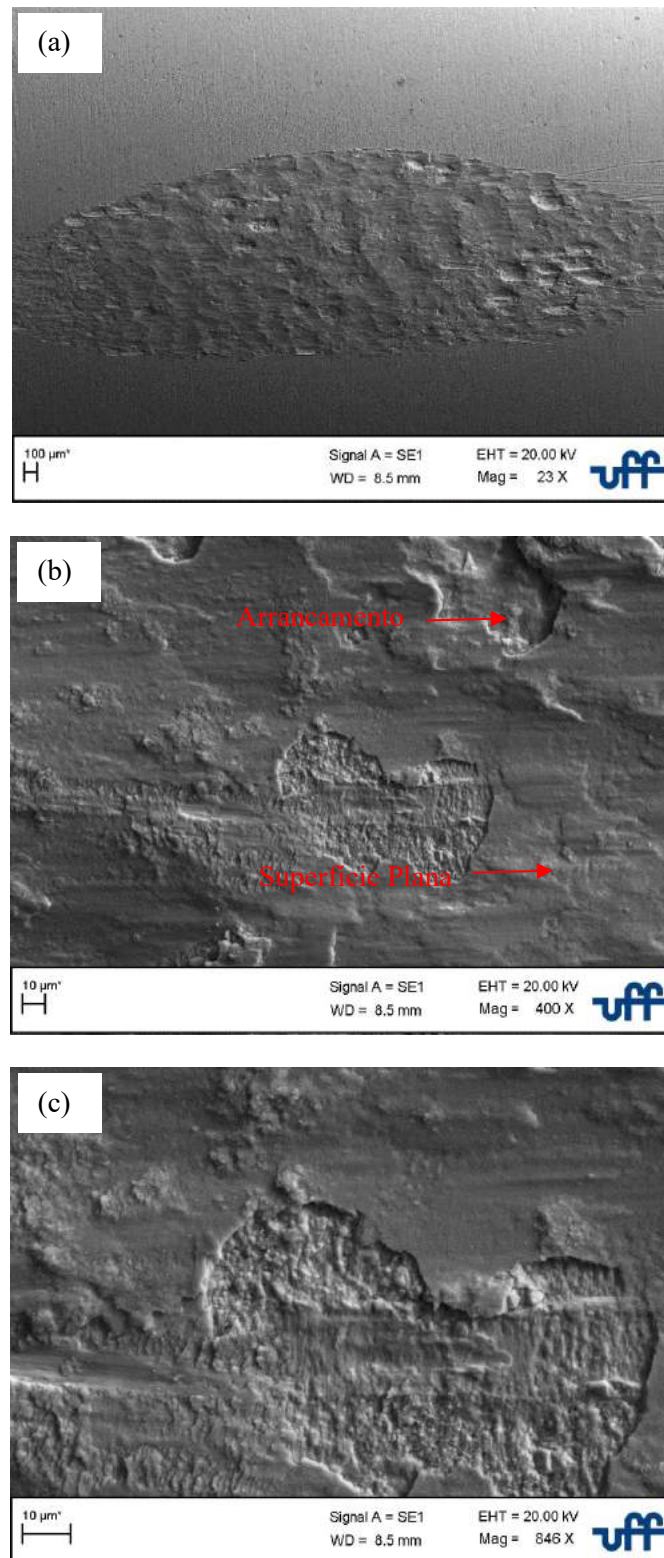 (a)
100 µm*
Signal A = SE1
EHT = 20.00 kV
WD = 8.5 mm
Mag = 23 X
uff
(b)
Arrancamento
Superficie Plana
10 µm*
Signal A = SE1
EHT = 20.00 kV
WD = 8.5 mm
Mag = 400 X
uff
(c)
10 µm*
Signal A = SE1
EHT = 20.00 kV
WD = 8.5 mm
Mag = 846 X
uff